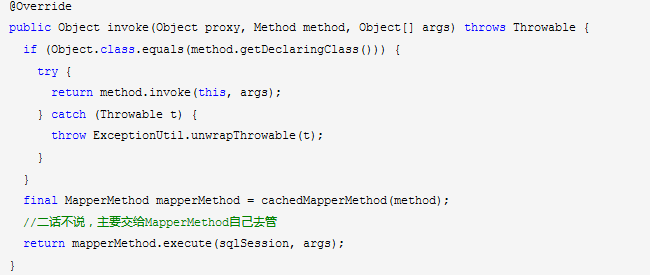 @Override
public Object invoke(Object proxy, Method method, Object[] args) throws Throwable {
  if (Object.class.equals(method.getDeclaringClass())) {
    try {
      return method.invoke(this, args);
    } catch (Throwable t) {
      throw ExceptionUtil.unwrapThrowable(t);
    }
  }
  final MapperMethod mapperMethod = cachedMapperMethod(method);
  //二话不说，主要交给MapperMethod自己去管
  return mapperMethod.execute(sqlSession, args);
}